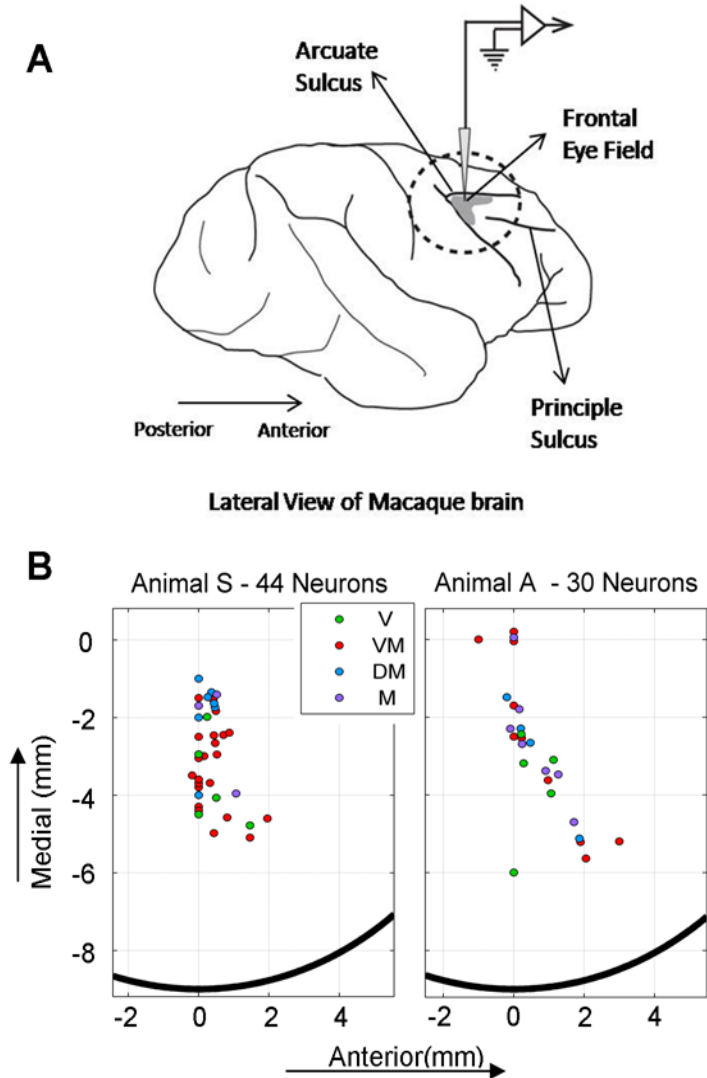 A
Arcuate
Sulcus
Frontal
Eye Field
Posterior
Anterior
Principle
Sulcus
Lateral View of Macaque brain
B
Animal S - 44 Neurons
Animal A - 30 Neurons
V
VM
DM
M
Medial (mm)
0
-2
-4
-6
-8
-2
0
2
4
-2
0
2
4
Anterior(mm)